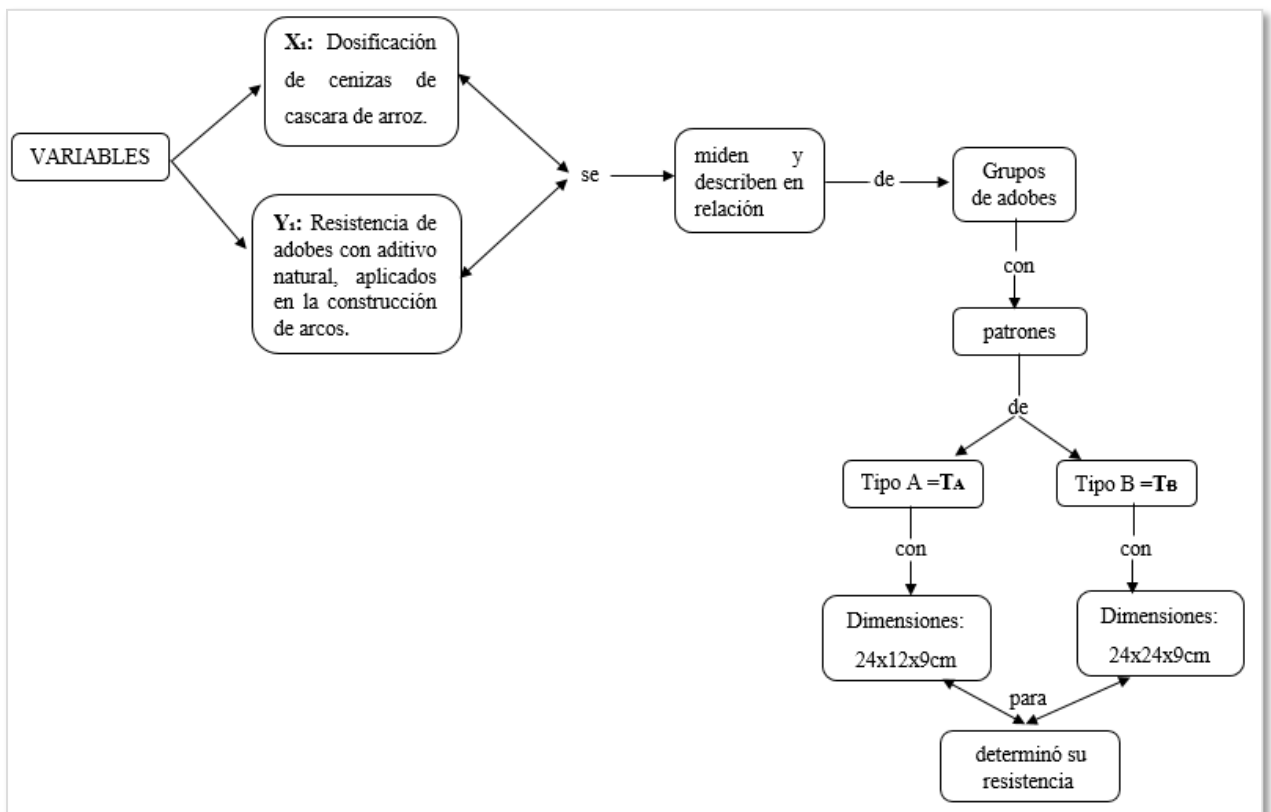 VARIABLES
X₁: Dosificación
de cenizas de
cascara de arroz.
Y₁: Resistencia de
adobes con aditivo
natural, aplicados
en la construcción
de arcos.
se
miden y
describen en
relación
de
Grupos
de adobes
con
patrones
de
Tipo A =TA
Tipo B =TB
con
con
Dimensiones:
24x12x9cm
Dimensiones:
24x24x9cm
para
determinó su
resistencia